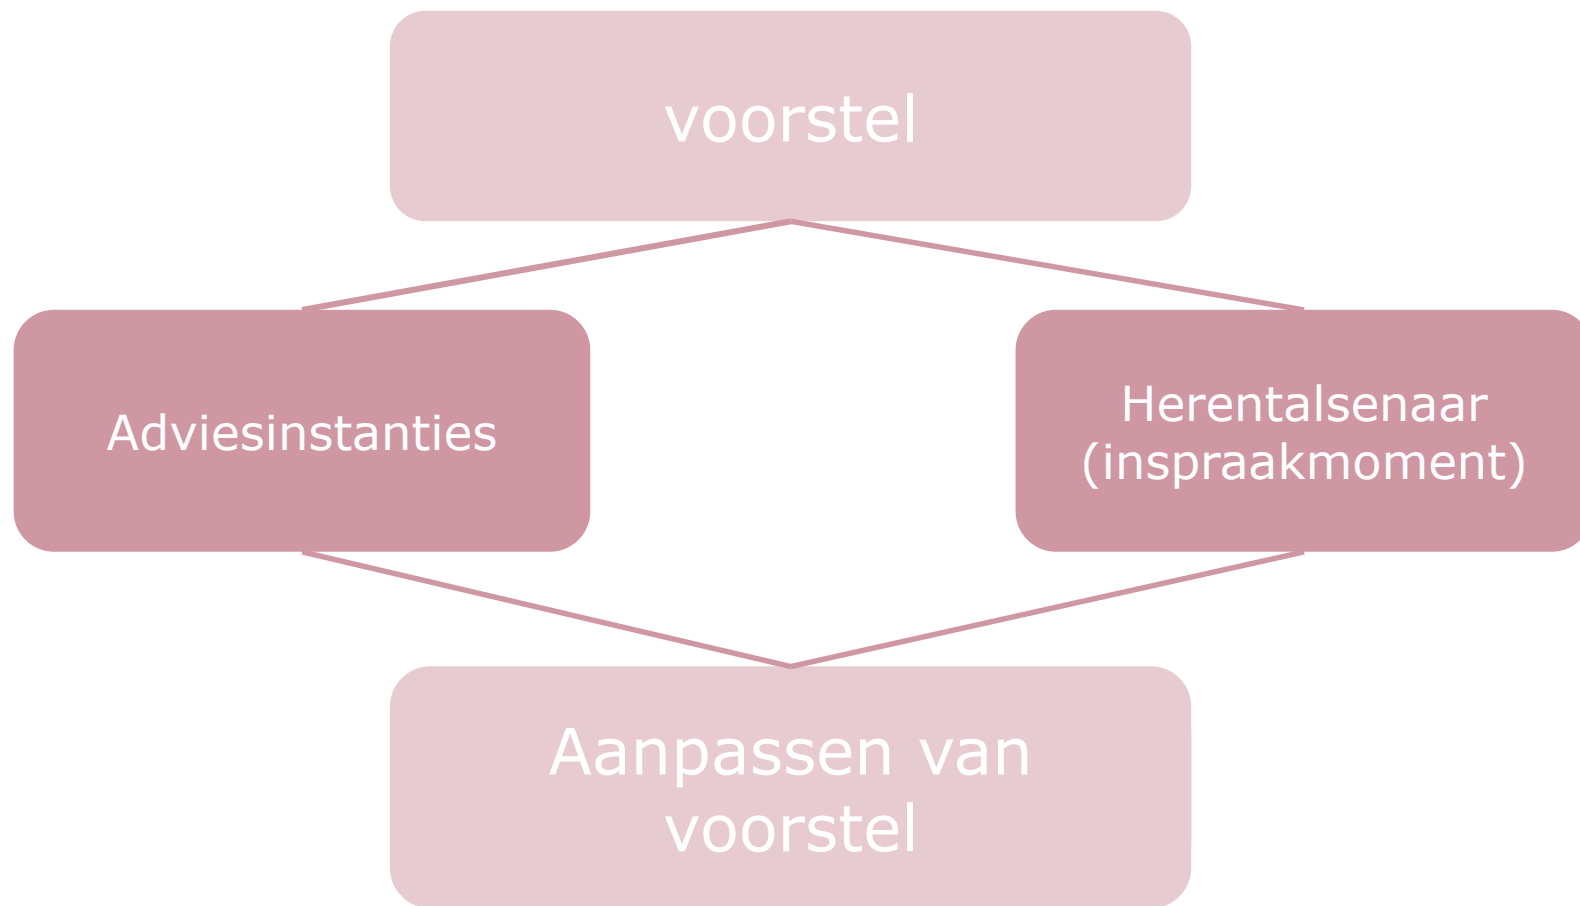 voorstel
Adviesinstanties
Herentalsenaar
(inspraakmoment)
Aanpassen van
voorstel